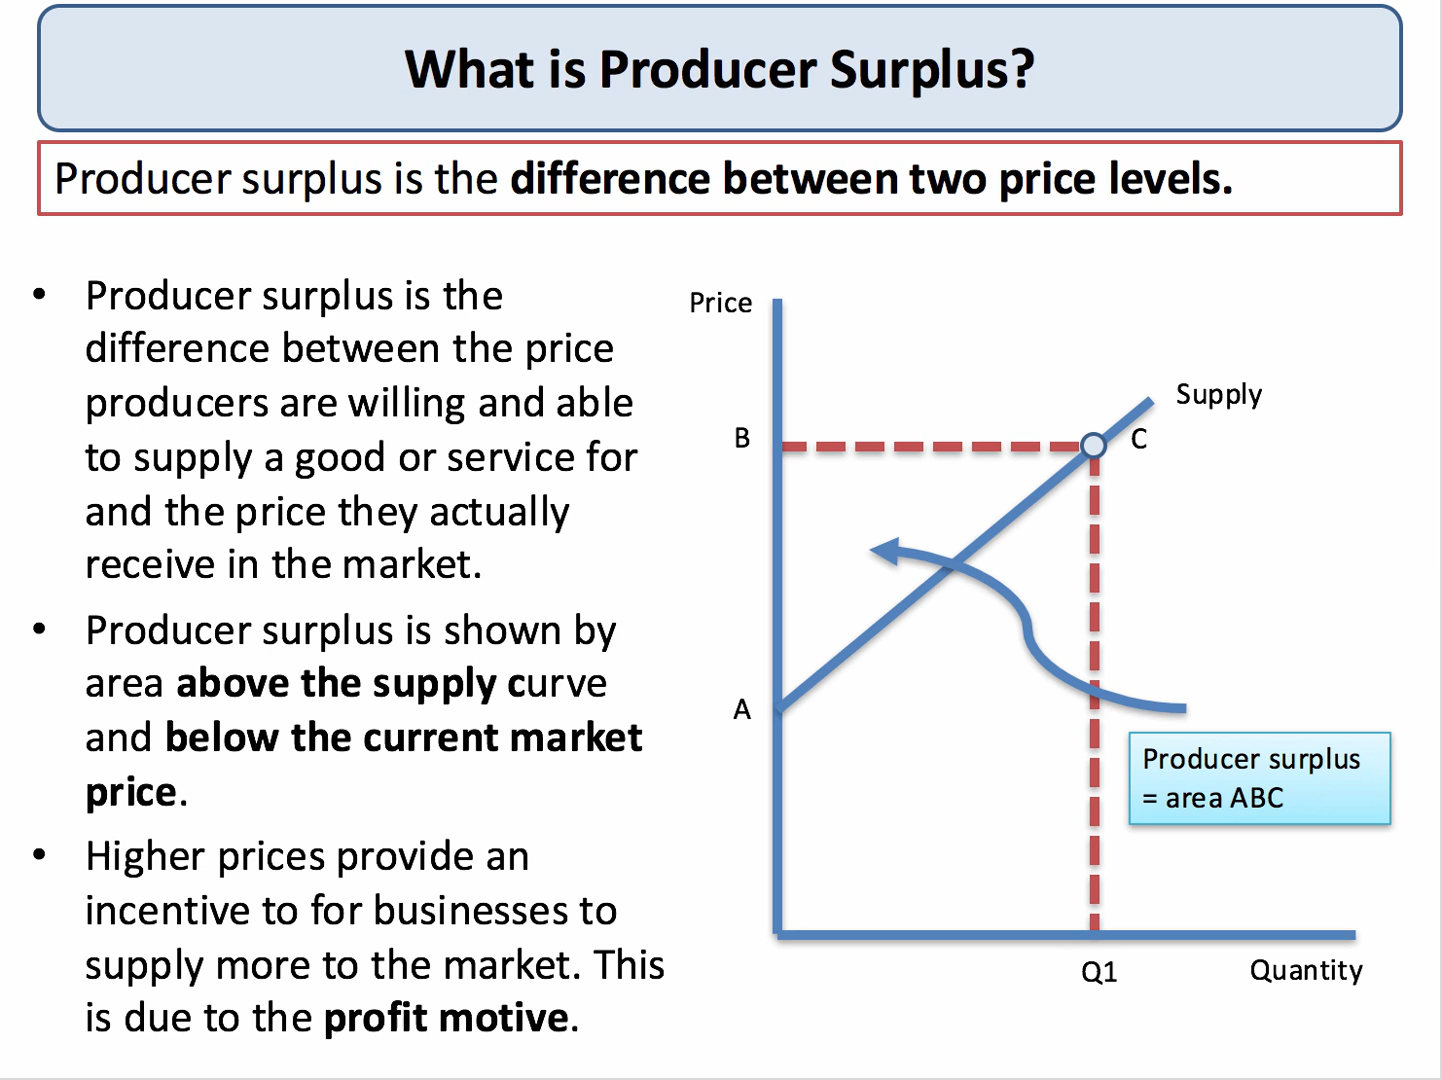 What is Producer Surplus?
Producer surplus is the difference between two price levels.
• Producer surplus is the
difference between the price
producers are willing and able
to supply a good or service for
and the price they actually
receive in the market.
• Producer surplus is shown by
area above the supply curve
and below the current market
price.
• Higher prices provide an
incentive to for businesses to
supply more to the market. This
is due to the profit motive.
Price
Supply
B
C
A
Producer surplus
= area ABC
Q1
Quantity